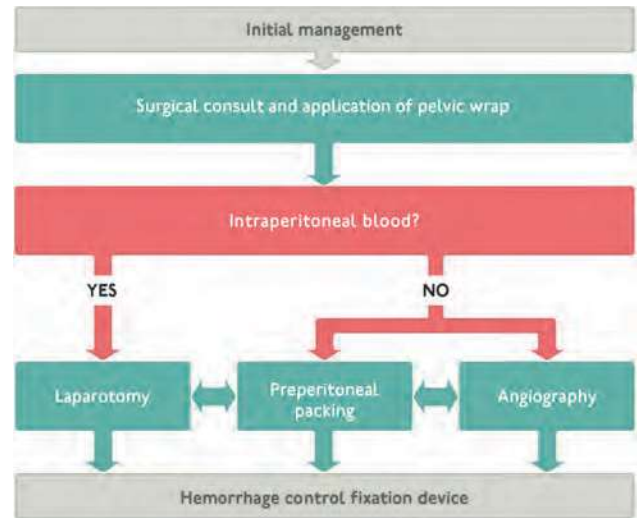 Initial management
Surgical consult and application of pelvic wrap
Intraperitoneal blood?
YES
NO
Laparotomy
Preperitoneal
packing
Angiography
Hemorrhage control fixation device